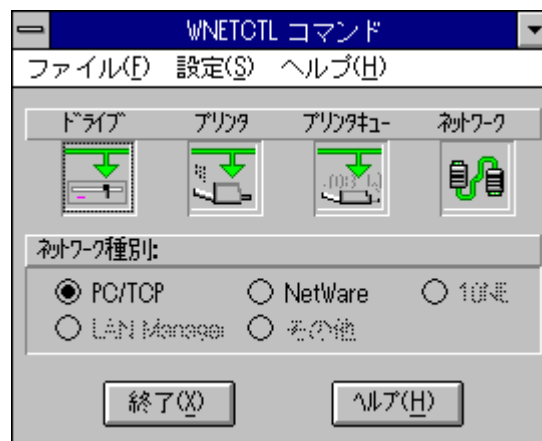 WNETCTL コマンド
ファイル(F) 設定(S) ヘルプ(H)
ドライブ プリンタ プリンタキュー ネットワーク
ネットワーク種別:
PC/TCP NetWare 10NE
LAN Manager その他
終了(X) ヘルプ(H)